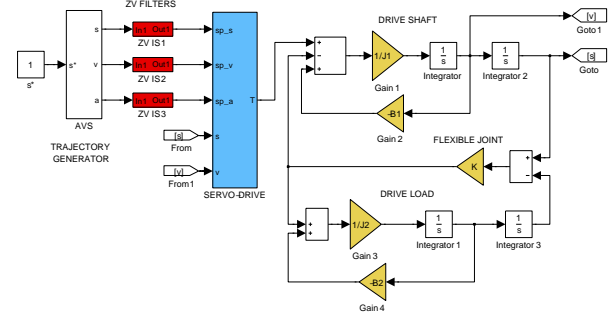 ZV FILTERS
DRIVE SHAFT
[v]
Goto 1
s
In1 Out1
ZV IS1
sp_s
1
s*
s*
v
In1 Out1
ZV IS2
sp_v
1/J1
Gain 1
1
s
Integrator
1
s
Integrator 2
[s]
Goto
a
In1 Out1
ZV IS3
sp_a
T
AVS
TRAJECTORY
GENERATOR
-B1
Gain 2
[s]
From
s
[v]
From1
v
SERVO-DRIVE
FLEXIBLE JOINT
K
DRIVE LOAD
1/J2
Gain 3
1
s
Integrator 1
1
s
Integrator 3
-B2
Gain 4